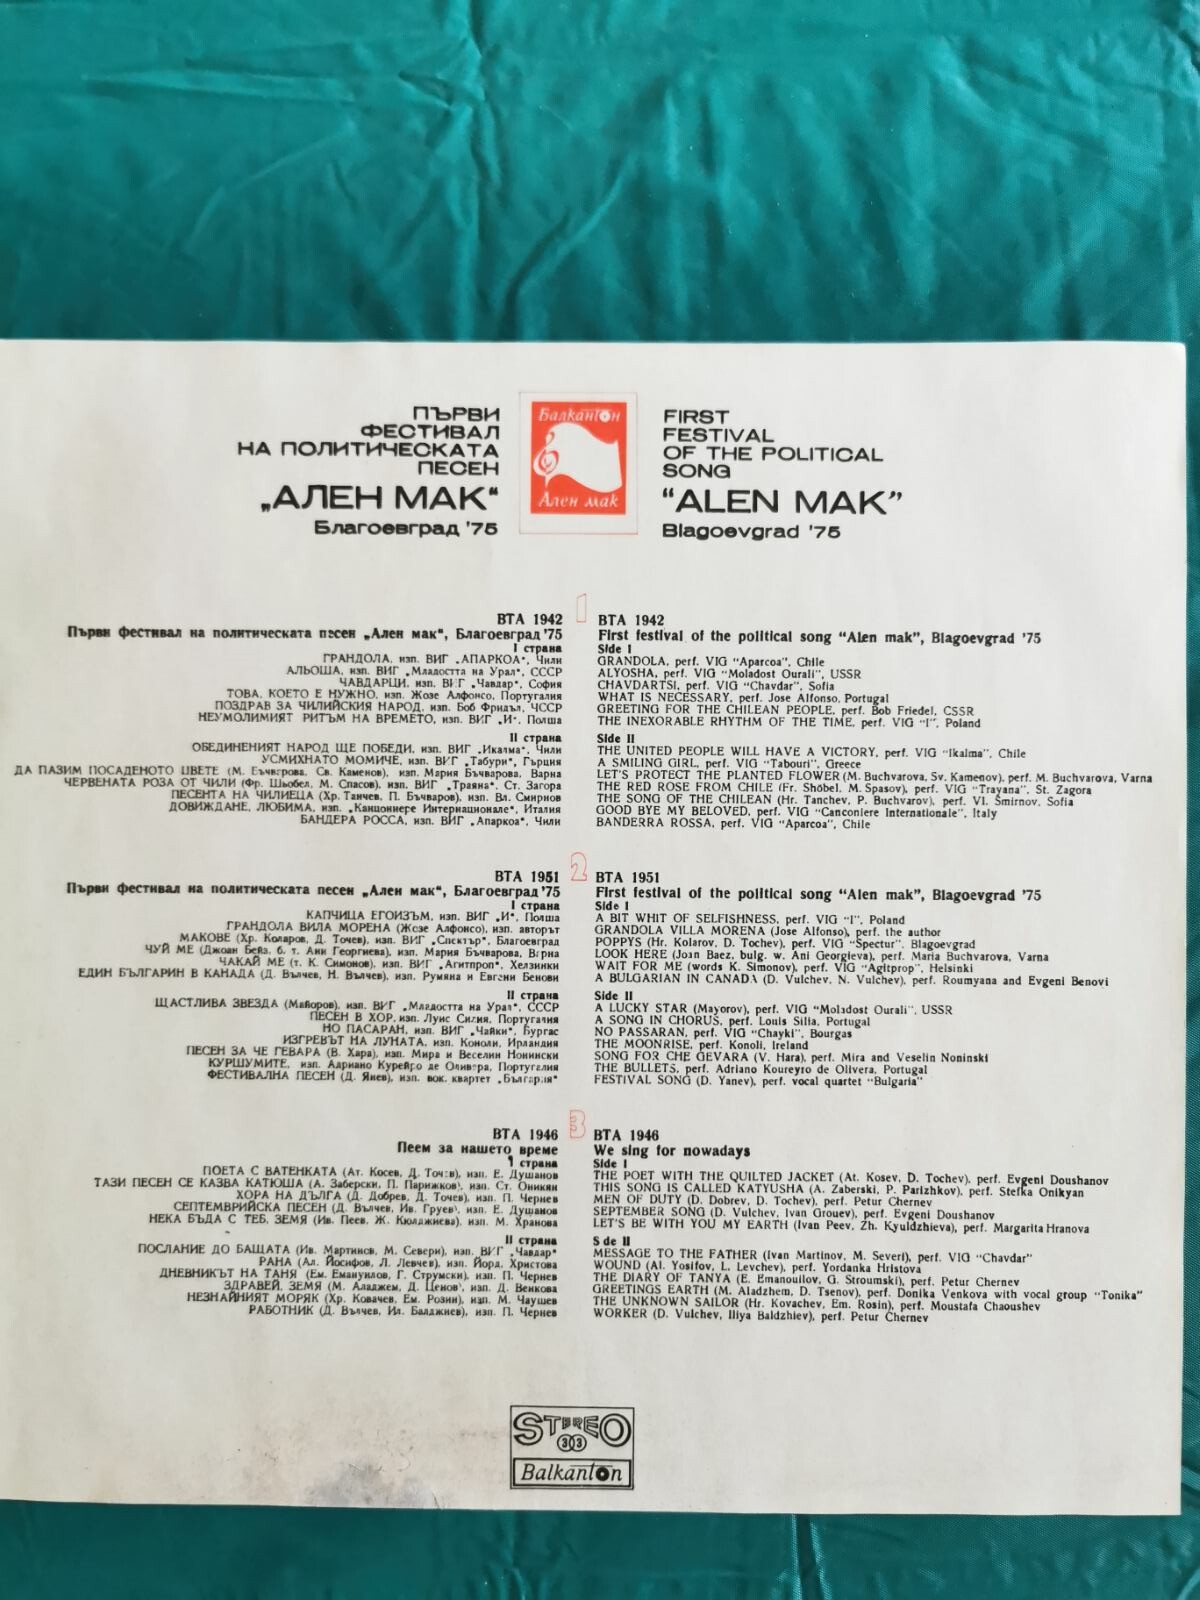 ПЪРВИ
ФЕСТИВАЛ
НА ПОЛИТИЧЕСКАТА
ПЕСЕН
„АЛЕН МАК“
Благоевград '75
Балкантон
Ален мак
FIRST
FESTIVAL
OF THE POLITICAL
SONG
“ALEN MAK”
Blagoevgrad '75
1
ВТА 1942
Първи фестивал на политическата песен „Ален мак“, Благоевград '75
I страна
ГРАНДОЛА, изп. ВИГ „АПАРКОА“, Чили
АЛЬОША, изп. ВИГ „Младостта на Урал“, СССР
ЧАВДАРЦИ, изп. ВИГ „Чавдар“, София
ТОВА, КОЕТО Е НУЖНО, изп. Жозе Алфонсо, Португалия
ПОЗДРАВ ЗА ЧИЛИЙСКИЯ НАРОД, изп. Боб Фридъл, ЧССР
НЕУМОЛИМИЯТ РИТЪМ НА ВРЕМЕТО, изп. ВИГ „И“, Полша
II страна
ОБЕДИНЕНИЯТ НАРОД ЩЕ ПОБЕДИ, изп. ВИГ „Икалма“, Чили
УСМИХНАТО МОМИЧЕ, изп. ВИГ „Табури“, Гърция
ДА ПАЗИМ ПОСАДЕНОТО ЦВЕТЕ (М. Бъчварова, Св. Каменов), изп. Мария Бъчварова, Варна
ЧЕРВЕНАТА РОЗА ОТ ЧИЛИ (Фр. Шьобел, М. Спасов), изп. ВИГ „Траяна“, Ст. Загора
ПЕСЕНТА НА ЧИЛИЕЦА (Хр. Танчев, П. Бъчваров), изп. Вл. Смирнов
ДОВИЖДАНЕ, ЛЮБИМА, изп. „Канцониере Интернационале“, Италия
БАНДЕРА РОССА, изп. ВИГ „Апаркоа“, Чили
BTA 1942
First festival of the political song “Alen mak”, Blagoevgrad '75
Side I
GRANDOLA, perf. VIG “Aparcoa”, Chile
ALYOSHA, perf. VIG “Moladost Ourali”, USSR
CHAVDARTSI, perf. VIG “Chavdar”, Sofia
WHAT IS NECESSARY, perf. Jose Alfonso, Portugal
GREETING FOR THE CHILEAN PEOPLE, perf. Bob Friedel, CSSR
THE INEXORABLE RHYTHM OF THE TIME, perf. VIG “I”, Poland
Side II
THE UNITED PEOPLE WILL HAVE A VICTORY, perf. VIG “Ikalma”, Chile
A SMILING GIRL, perf. VIG “Tabouri”, Greece
LET'S PROTECT THE PLANTED FLOWER (M. Buchvarova, Sv. Kamenov), perf. M. Buchvarova, Varna
THE RED ROSE FROM CHILE (Fr. Shöbel, M. Spasov), perf. VIG “Trayana”, St. Zagora
THE SONG OF THE CHILEAN (Hr. Tanchev, P. Buchvarov), perf. Vl. Smirnov, Sofia
GOOD BYE MY BELOVED, perf. VIG “Canconiere Internationale”, Italy
BANDERRA ROSSA, perf. VIG “Aparcoa”, Chile
2
ВТА 1951
Първи фестивал на политическата песен „Ален мак“, Благоевград '75
I страна
КАПЧИЦА ЕГОИЗЪМ, изп. ВИГ „И“, Полша
ГРАНДОЛА ВИЛА МОРЕНА (Жозе Алфонсо), изп. авторът
МАКОВЕ (Хр. Коларов, Д. Точев), изп. ВИГ „Спектър“, Благоевград
ЧУЙ МЕ (Джоан Бейз, б. т. Ани Георгиева), изп. Мария Бъчварова, Варна
ЧАКАЙ МЕ (т. К. Симонов), изп. ВИГ „Агитпроп“, Хелзинки
ЕДИН БЪЛГАРИН В КАНАДА (Д. Вълчев, Н. Вълчев), изп. Румяна и Евгени Бенови
II страна
ЩАСТЛИВА ЗВЕЗДА (Майоров), изп. ВИГ „Младостта на Урал“, СССР
ПЕСЕН В ХОР, изп. Луис Силия, Португалия
НО ПАСАРАН, изп. ВИГ „Чайки“, Бургас
ИЗГРЕВЪТ НА ЛУНАТА, изп. Коноли, Ирландия
ПЕСЕН ЗА ЧЕ ГЕВАРА (В. Хара), изп. Мира и Веселин Нонински
КУРШУМИТЕ, изп. Адриано Курейро де Оливера, Португалия
ФЕСТИВАЛНА ПЕСЕН (Д. Янев), изп. вок. квартет „България“
BTA 1951
First festival of the political song “Alen mak”, Blagoevgrad '75
Side I
A BIT WHIT OF SELFISHNESS, perf. VIG “I”, Poland
GRANDOLA VILLA MORENA (Jose Alfonso), perf. the author
POPPYS (Hr. Kolarov, D. Tochev), perf. VIG “Spectur”, Blagoevgrad
LOOK HERE (Joan Baez, bulg. w. Ani Georgieva), perf. Maria Buchvarova, Varna
WAIT FOR ME (words K. Simonov), perf. VIG “Agitprop”, Helsinki
A BULGARIAN IN CANADA (D. Vulchev, N. Vulchev), perf. Roumyana and Evgeni Benovi
Side II
A LUCKY STAR (Mayorov), perf. VIG “Moladost Ourali”, USSR
A SONG IN CHORUS, perf. Louis Silia, Portugal
NO PASSARAN, perf. VIG “Chayki”, Bourgas
THE MOONRISE, perf. Konoli, Ireland
SONG FOR CHE GEVARA (V. Hara), perf. Mira and Veselin Noninski
THE BULLETS, perf. Adriano Koureyro de Olivera, Portugal
FESTIVAL SONG (D. Yanev), perf. vocal quartet “Bulgaria”
3
ВТА 1946
Пеем за нашето време
I страна
ПОЕТА С ВАТЕНКАТА (Ат. Косев, Д. Точев), изп. Е. Душанов
ТАЗИ ПЕСЕН СЕ КАЗВА КАТЮША (А. Заберски, П. Парижков), изп. Ст. Оникян
ХОРА НА ДЪЛГА (Д. Добрев, Д. Точев), изп. П. Чернев
СЕПТЕМВРИЙСКА ПЕСЕН (Д. Вълчев, Ив. Груев), изп. Е. Душанов
НЕКА БЪДА С ТЕБ, ЗЕМЯ (Ив. Пеев, Ж. Кюлджиева), изп. М. Хранова
II страна
ПОСЛАНИЕ ДО БАЩАТА (Ив. Мартинов, М. Севери), изп. ВИГ „Чавдар“
РАНА (Ал. Йосифов, Л. Левчев), изп. Йорд. Христова
ДНЕВНИКЪТ НА ТАНЯ (Ем. Емануилов, Г. Струмски), изп. П. Чернев
ЗДРАВЕЙ, ЗЕМЯ (М. Аладжем, Д. Ценов), изп. Д. Венкова
НЕЗНАЙНИЯТ МОРЯК (Хр. Ковачев, Ем. Розин), изп. М. Чаушев
РАБОТНИК (Д. Вълчев, Ил. Балджиев), изп. П. Чернев
BTA 1946
We sing for nowadays
Side I
THE POET WITH THE QUILTED JACKET (At. Kosev, D. Tochev), perf. Evgeni Doushanov
THIS SONG IS CALLED KATYUSHA (A. Zaberski, P. Parizhkov), perf. Stefka Onikyan
MEN OF DUTY (D. Dobrev, D. Tochev), perf. Petur Chernev
SEPTEMBER SONG (D. Vulchev, Ivan Grouev), perf. Evgeni Doushanov
LET'S BE WITH YOU MY EARTH (Ivan Peev, Zh. Kyuldzhieva), perf. Margarita Hranova
S de II
MESSAGE TO THE FATHER (Ivan Martinov, M. Severi), perf. VIG “Chavdar”
WOUND (Al. Yosifov, L. Levchev), perf. Yordanka Hristova
THE DIARY OF TANYA (E. Emanouilov, G. Stroumski), perf. Petur Chernev
GREETINGS EARTH (M. Aladzhem, D. Tsenov), perf. Donika Venkova with vocal group “Tonika”
THE UNKNOWN SAILOR (Hr. Kovachev, Em. Rosin), perf. Moustafa Chaoushev
WORKER (D. Vulchev, Iliya Baldzhiev), perf. Petur Chernev
STEREO
33
Balkanton